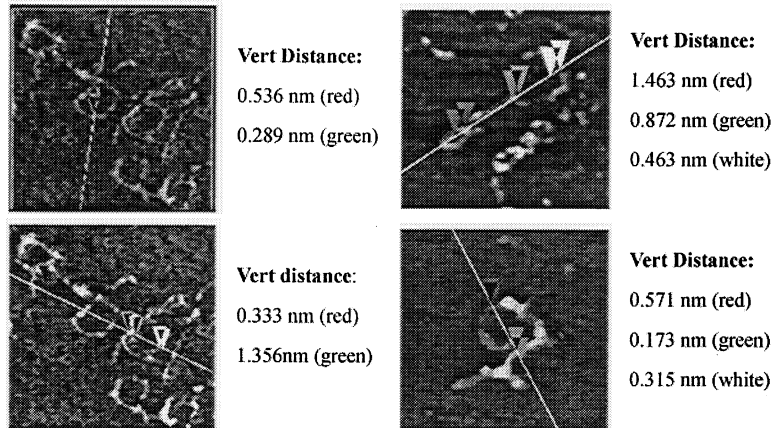 Vert Distance:
0.536 nm (red)
0.289 nm (green)
Vert Distance:
1.463 nm (red)
0.872 nm (green)
0.463 nm (white)
Vert distance:
0.333 nm (red)
1.356nm (green)
Vert Distance:
0.571 nm (red)
0.173 nm (green)
0.315 nm (white)